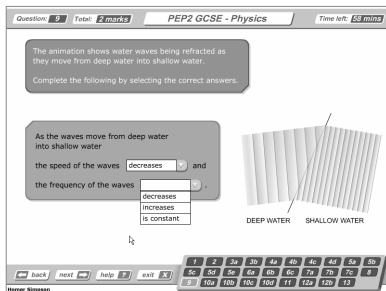 Question: 9 Total: 2 marks PEP2 GCSE - Physics Time left: 58 mins
The animation shows water waves being refracted as
they move from deep water into shallow water.
Complete the following by selecting the correct answers.
As the waves move from deep water
into shallow water
the speed of the waves decreases and
the frequency of the waves .
decreases
increases
is constant
DEEP WATER SHALLOW WATER
back next help ? exit X
1 2 3a 3b 4a 4b 4c 4d 5a 5b
5c 5d 5e 6a 6b 6c 7a 7b 7c 8
9 10a 10b 10c 10d 11 12a 12b 13
Homer Simpson